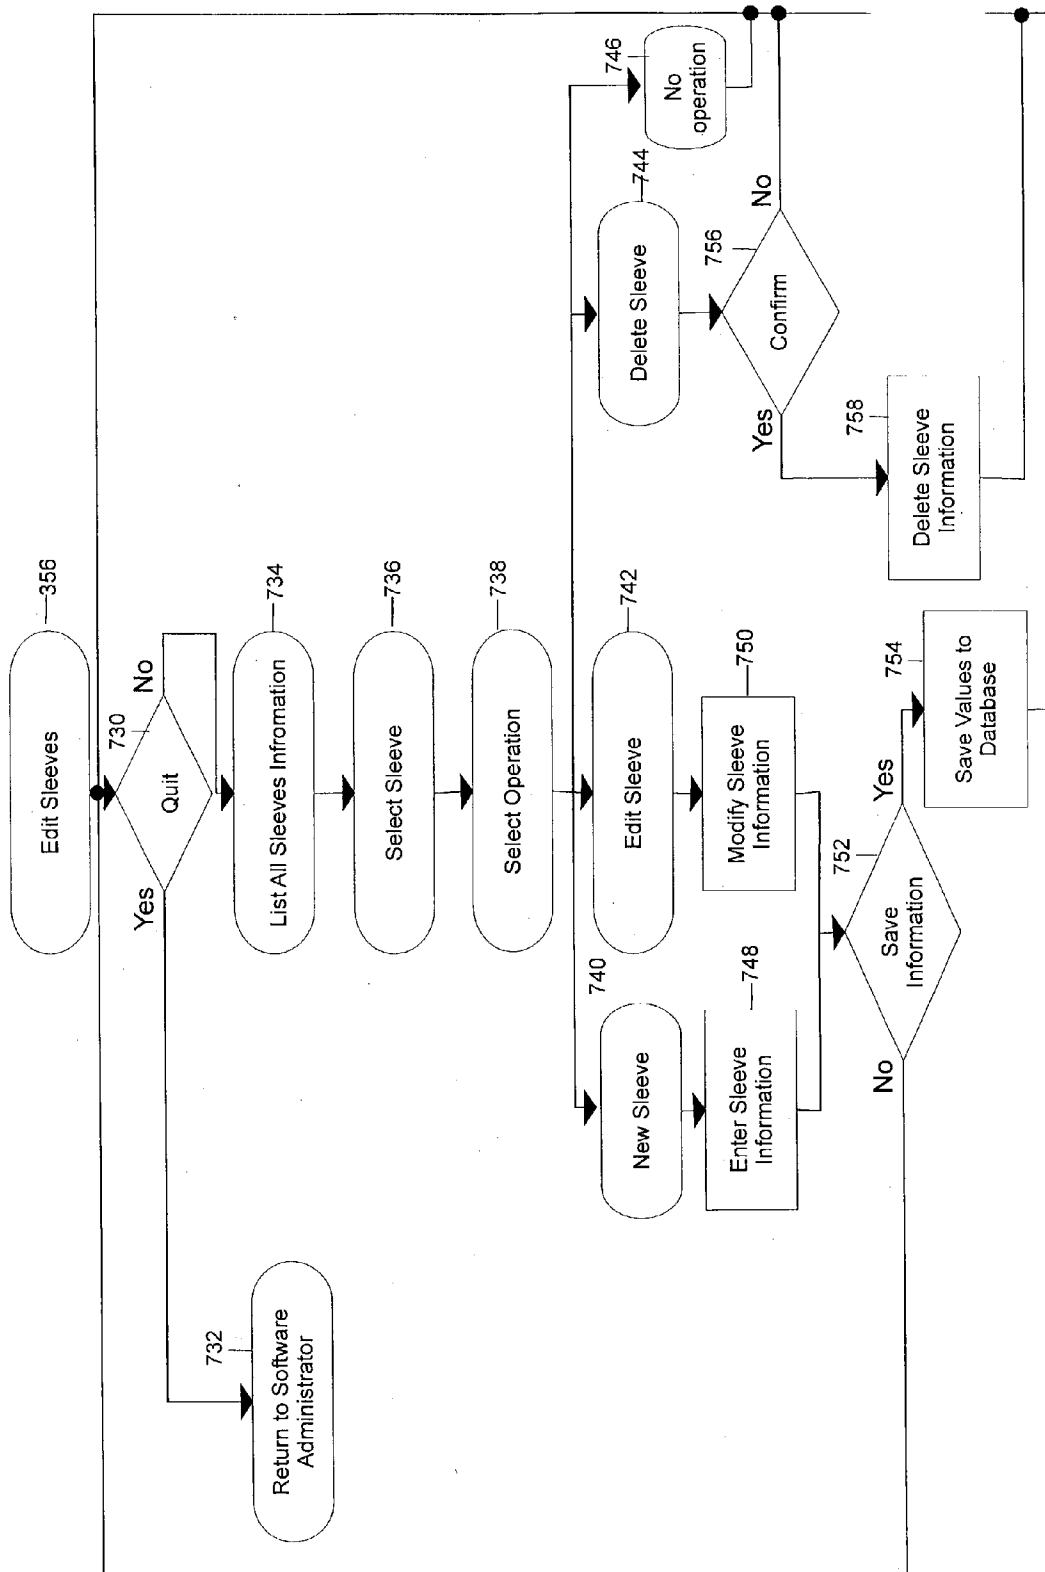 Edit Sleeves
356
730
Quit
No
Yes
732
Return to Software
Administrator
List All Sleeves Infromation
734
Select Sleeve
736
Select Operation
738
740
New Sleeve
Edit Sleeve
742
Delete Sleeve
744
746
No
operation
Enter Sleeve
Information
748
Modify Sleeve
Information
750
756
Confirm
No
Yes
752
Save
Information
No
Yes
754
Save Values to
Database
758
Delete Sleeve
Information